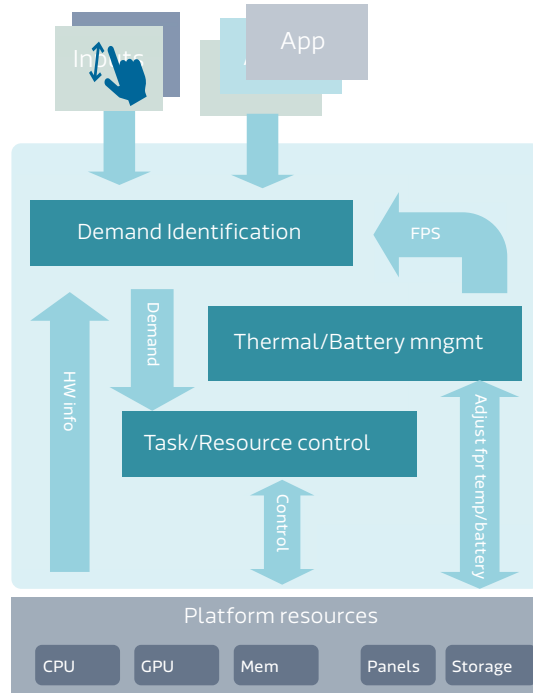 Inputs
App
Demand Identification
FPS
Demand
Thermal/Battery mngmt
HW info
Task/Resource control
Adjust fpr temp/battery
Control
Platform resources
CPU
GPU
Mem
Panels
Storage